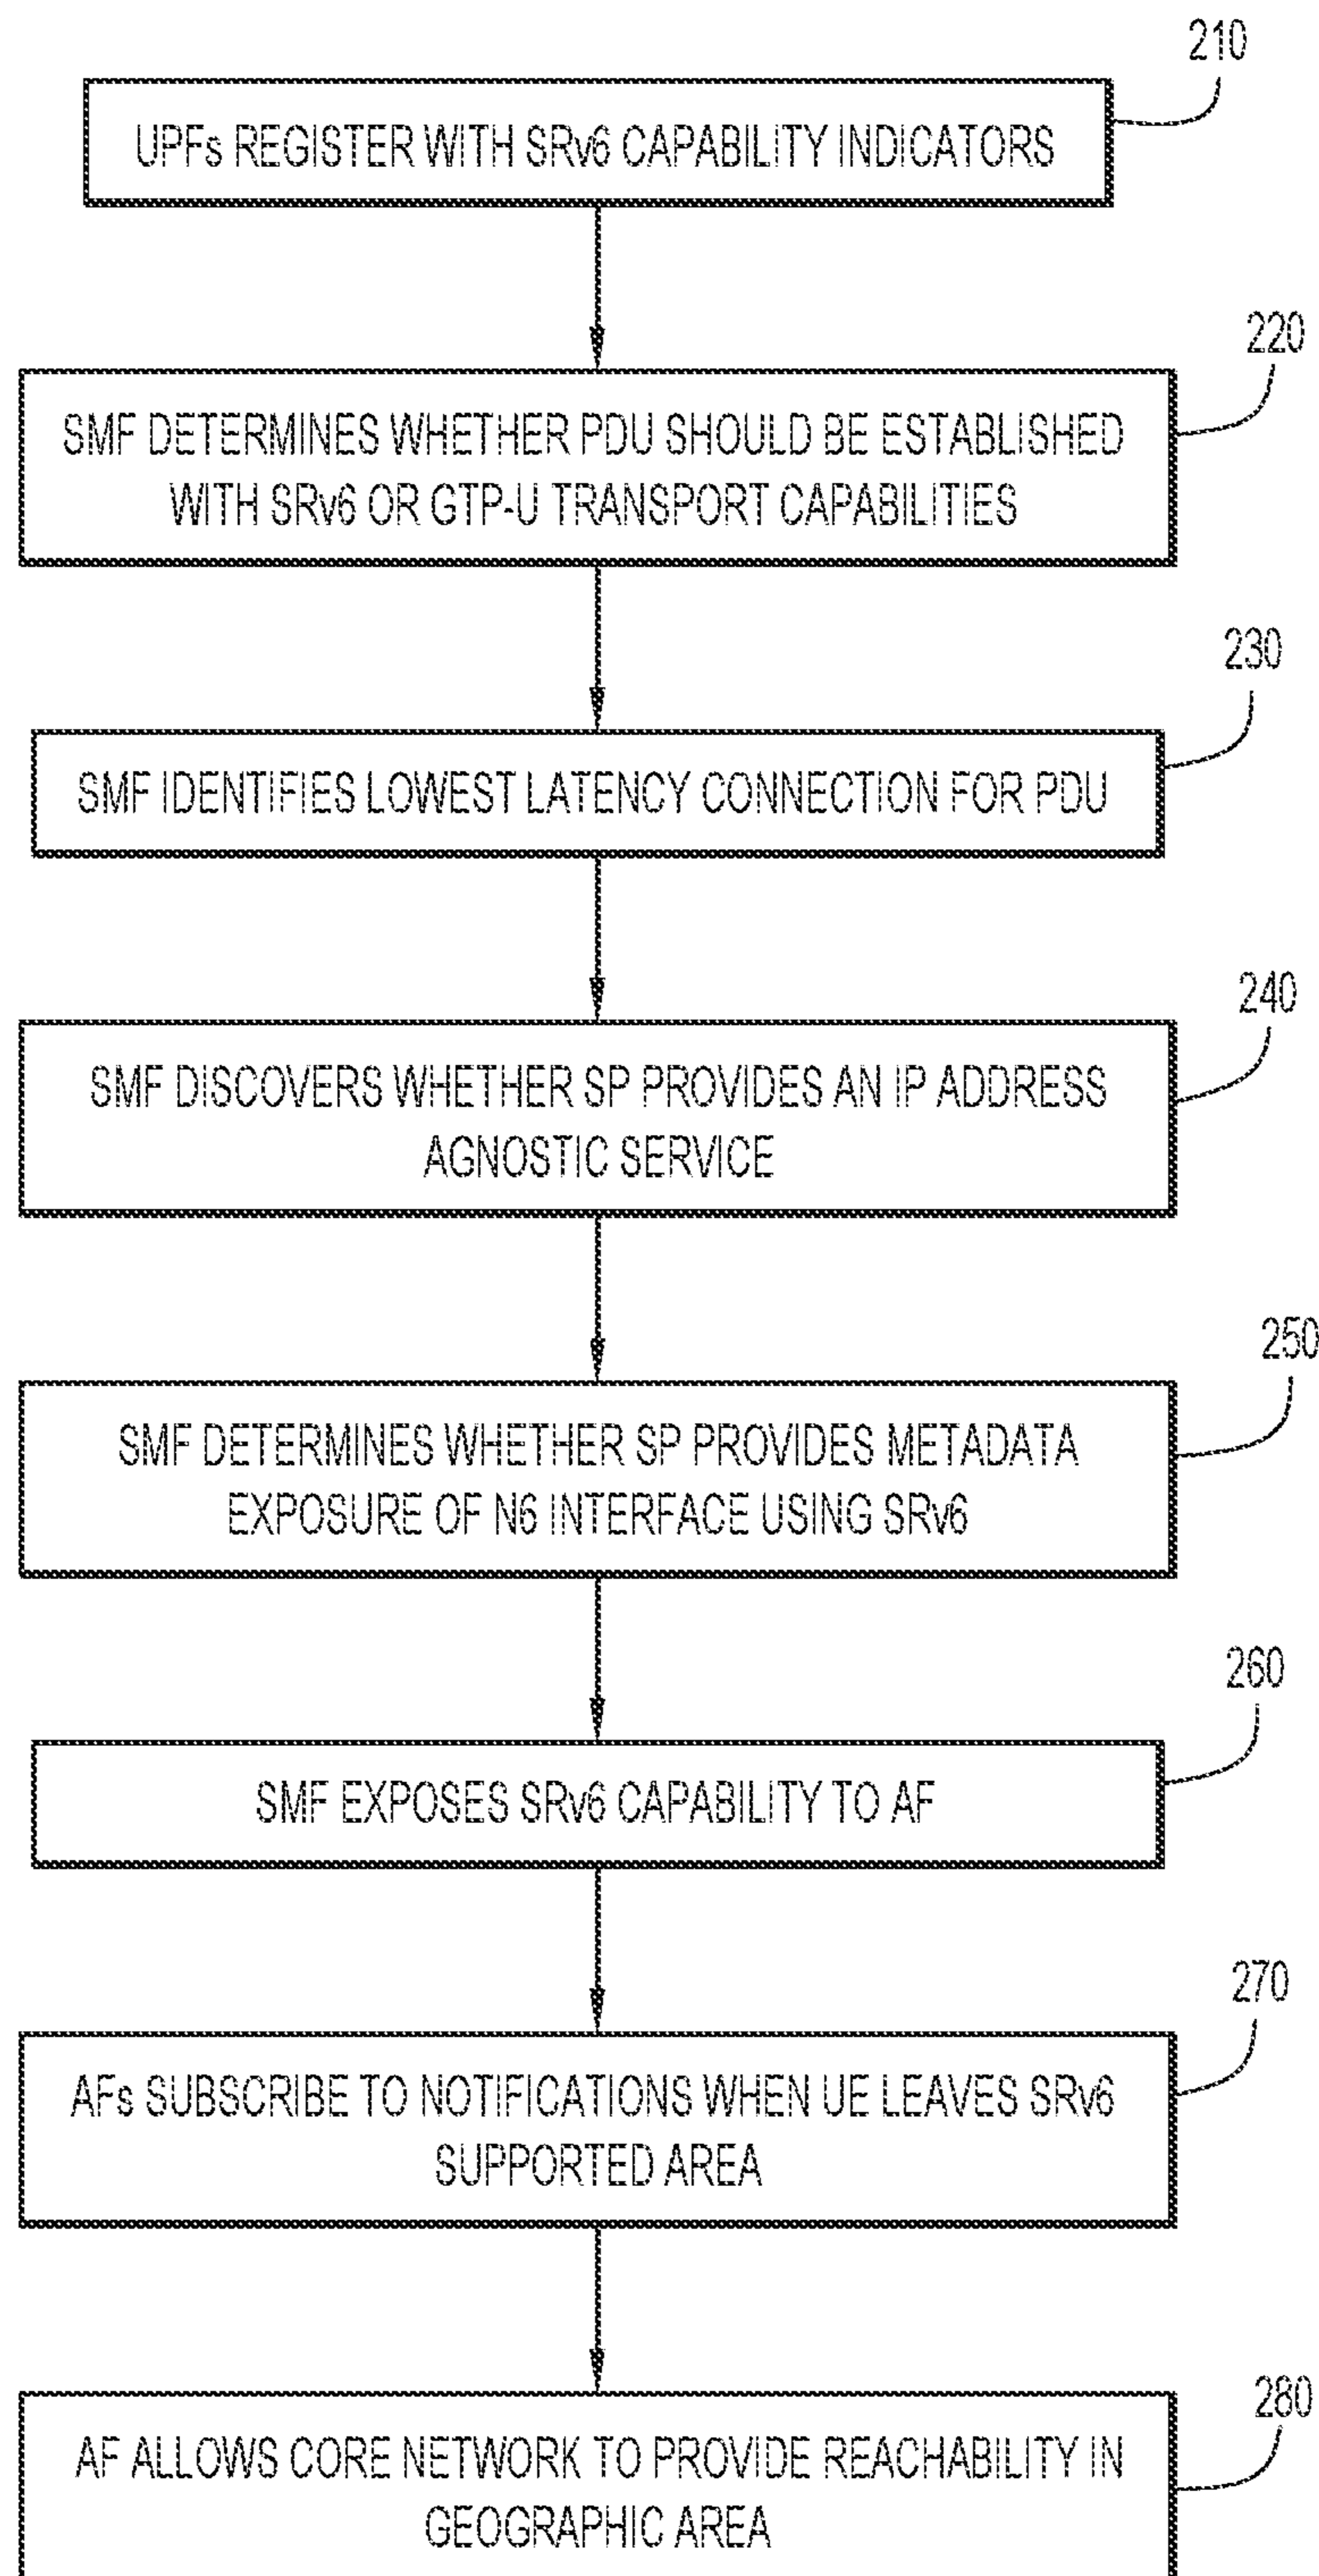 210
UPFs REGISTER WITH SRv6 CAPABILITY INDICATORS
220
SMF DETERMINES WHETHER PDU SHOULD BE ESTABLISHED
WITH SRv6 OR GTP-U TRANSPORT CAPABILITIES
230
SMF IDENTIFIES LOWEST LATENCY CONNECTION FOR PDU
240
SMF DISCOVERS WHETHER SP PROVIDES AN IP ADDRESS
AGNOSTIC SERVICE
250
SMF DETERMINES WHETHER SP PROVIDES METADATA
EXPOSURE OF N6 INTERFACE USING SRv6
260
SMF EXPOSES SRv6 CAPABILITY TO AF
270
AFs SUBSCRIBE TO NOTIFICATIONS WHEN UE LEAVES SRv6
SUPPORTED AREA
280
AF ALLOWS CORE NETWORK TO PROVIDE REACHABILITY IN
GEOGRAPHIC AREA